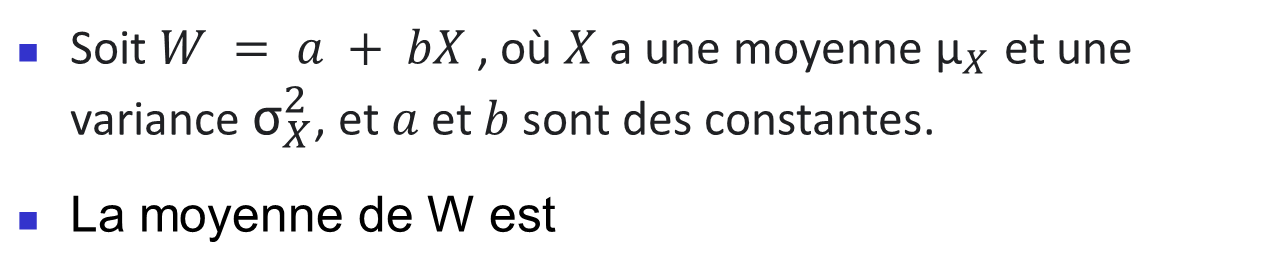 ▪ Soit W = a + bX , où X a une moyenne μ_X et une
variance σ_X^2, et a et b sont des constantes.
▪ La moyenne de W est